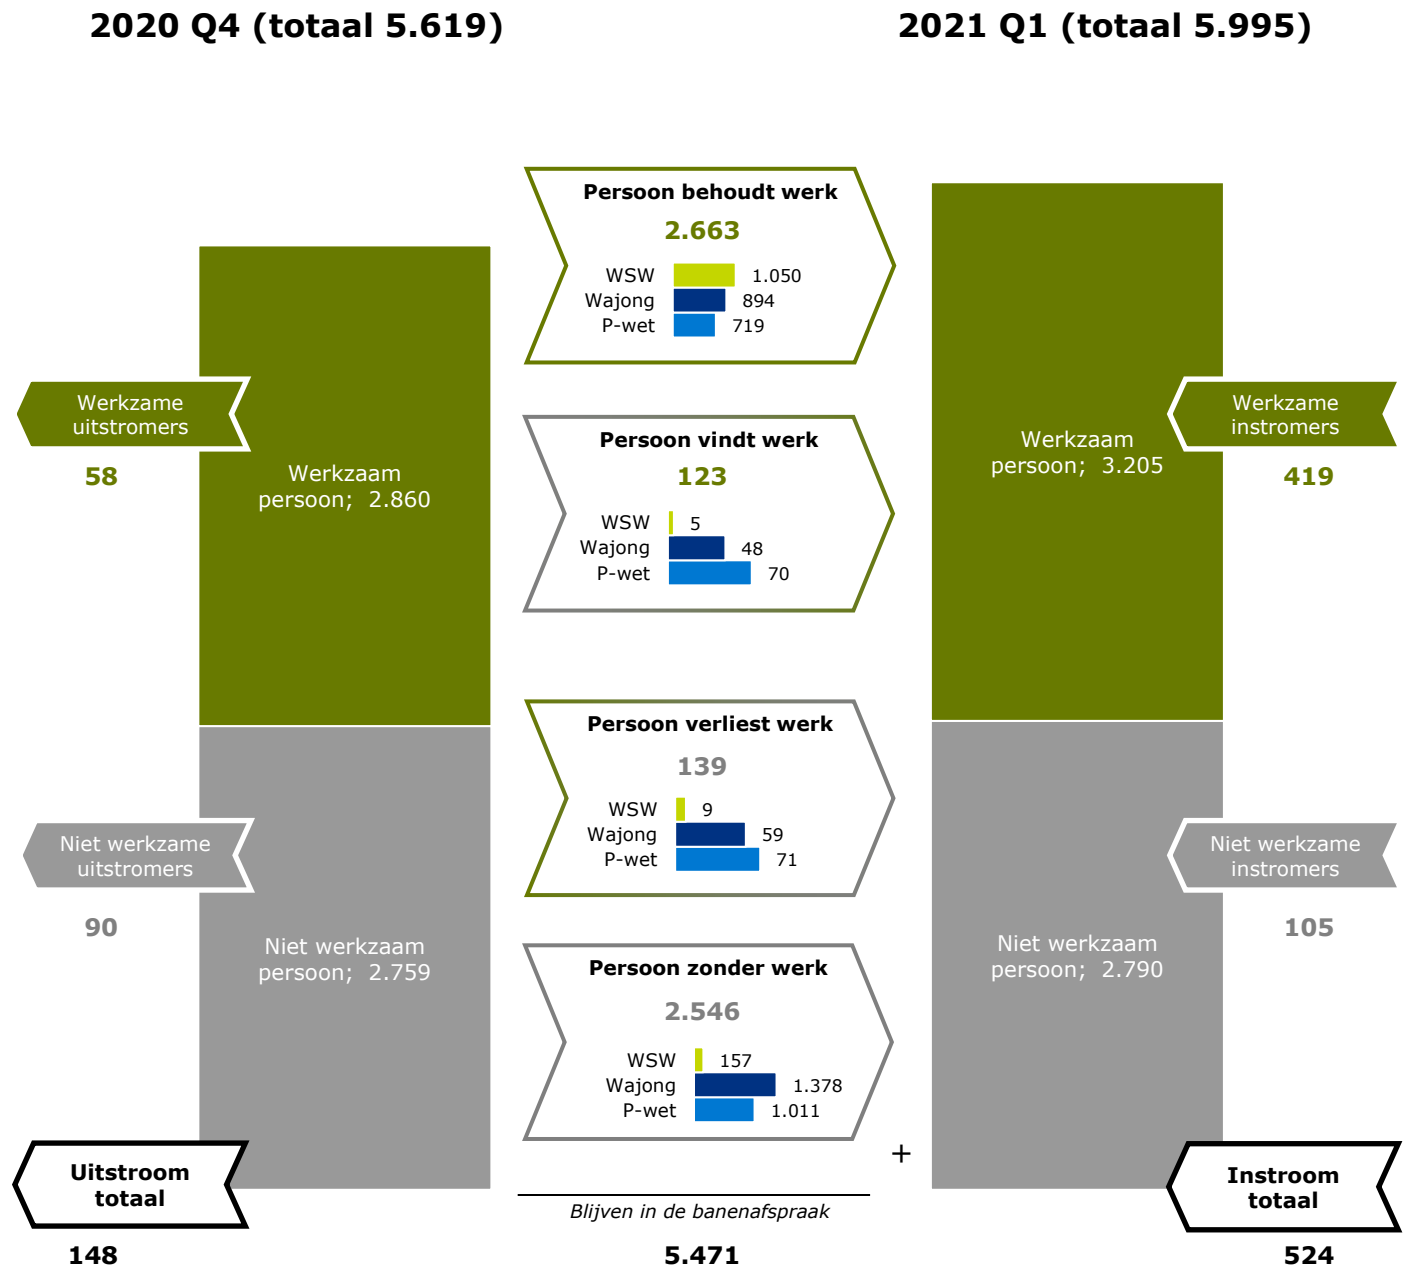 2020 Q4 (totaal 5.619)
2021 Q1 (totaal 5.995)
Persoon behoudt werk
2.663
WSW 1.050
Wajong 894
P-wet 719
Werkzame
uitstromers
58
Werkzaam
persoon; 2.860
Persoon vindt werk
123
WSW 5
Wajong 48
P-wet 70
Werkzaam
persoon; 3.205
Werkzame
instromers
419
Persoon verliest werk
139
WSW 9
Wajong 59
P-wet 71
Niet werkzame
uitstromers
90
Niet werkzaam
persoon; 2.759
Persoon zonder werk
2.546
WSW 157
Wajong 1.378
P-wet 1.011
Niet werkzaam
persoon; 2.790
Niet werkzame
instromers
105
Uitstroom
totaal
148
+
Blijven in de banenafspraak
5.471
Instroom
totaal
524